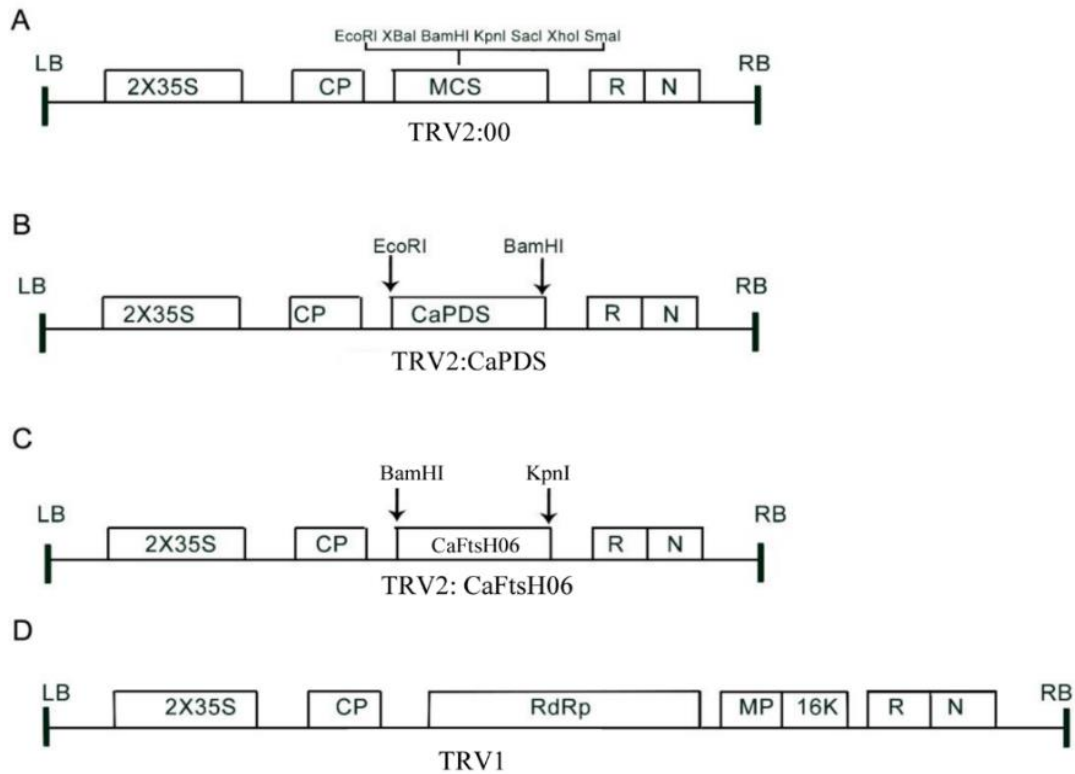 A
EcoRI XBal BamHI KpnI SacI XhoI SmaI
LB
RB
2X35S CP MCS R N
TRV2:00
B
EcoRI BamHI
LB
RB
2X35S CP CaPDS R N
TRV2:CaPDS
C
BamHI KpnI
LB
RB
2X35S CP CaFtsH06 R N
TRV2: CaFtsH06
D
LB
RB
2X35S CP RdRp MP 16K R N
TRV1